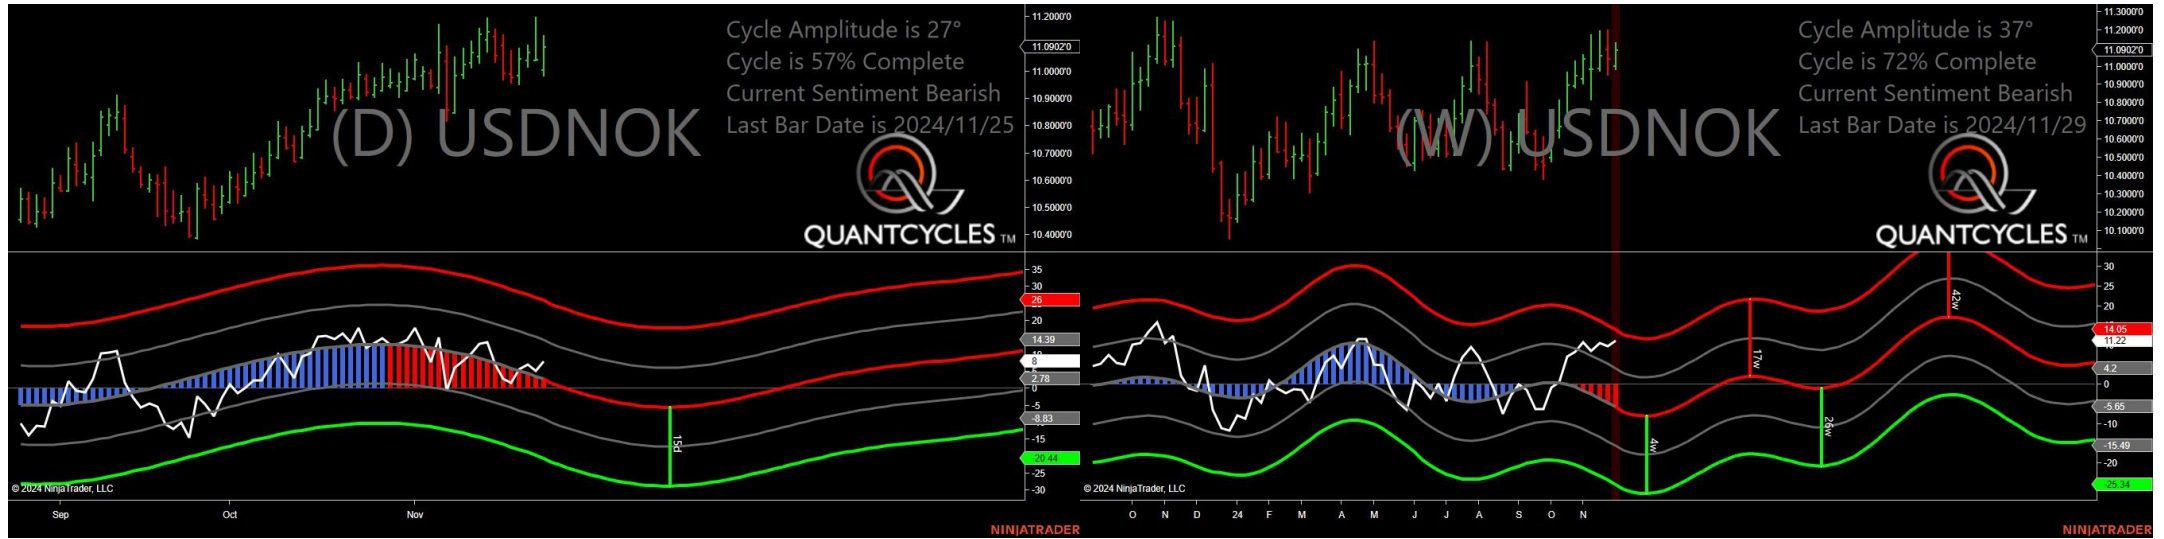 Cycle Amplitude is 27°
Cycle is 57% Complete
Current Sentiment Bearish
Last Bar Date is 2024/11/25
(D) USDNOK
QUANTCYCLES TM
11.2000'0
11.0902'0
11.0000'0
10.9000'0
10.8000'0
10.7000'0
10.6000'0
10.5000'0
10.4000'0
35
30
26
20
14.39
8
2.78
-5
-8.83
-15
-20.44
-25
-30
15d
© 2024 NinjaTrader, LLC
Sep Oct Nov
NINJATRADER
Cycle Amplitude is 37°
Cycle is 72% Complete
Current Sentiment Bearish
Last Bar Date is 2024/11/29
(W) USDNOK
QUANTCYCLES TM
11.3000'0
11.2000'0
11.0902'0
11.0000'0
10.9000'0
10.8000'0
10.7000'0
10.6000'0
10.5000'0
10.4000'0
10.3000'0
10.2000'0
10.1000'0
30
25
20
14.05
11.22
4.2
0
-5.65
-10
-15.49
-20
-25.34
4w
17w
26w
42w
© 2024 NinjaTrader, LLC
O N D 24 F M A M J J A S O N
NINJATRADER